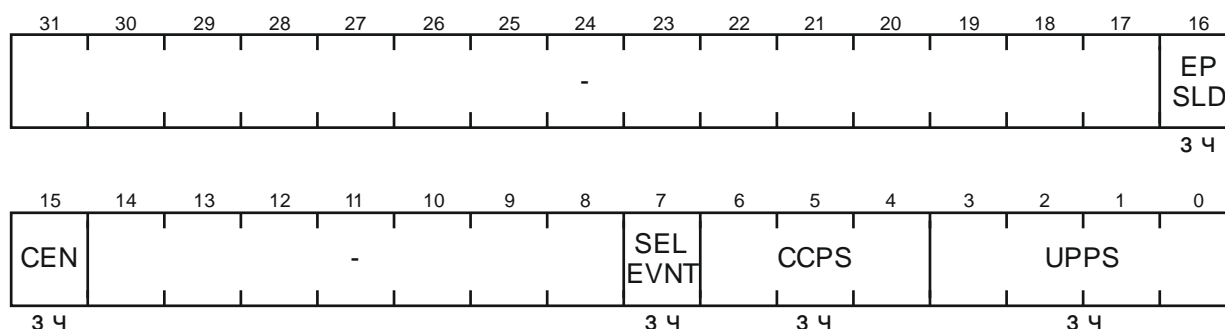 31 30 29 28 27 26 25 24 23 22 21 20 19 18 17 16
- EP
SLD
З Ч
15 14 13 12 11 10 9 8 7 6 5 4 3 2 1 0
CEN - SEL
EVNT CCPS UPPS
З Ч З Ч З Ч З Ч